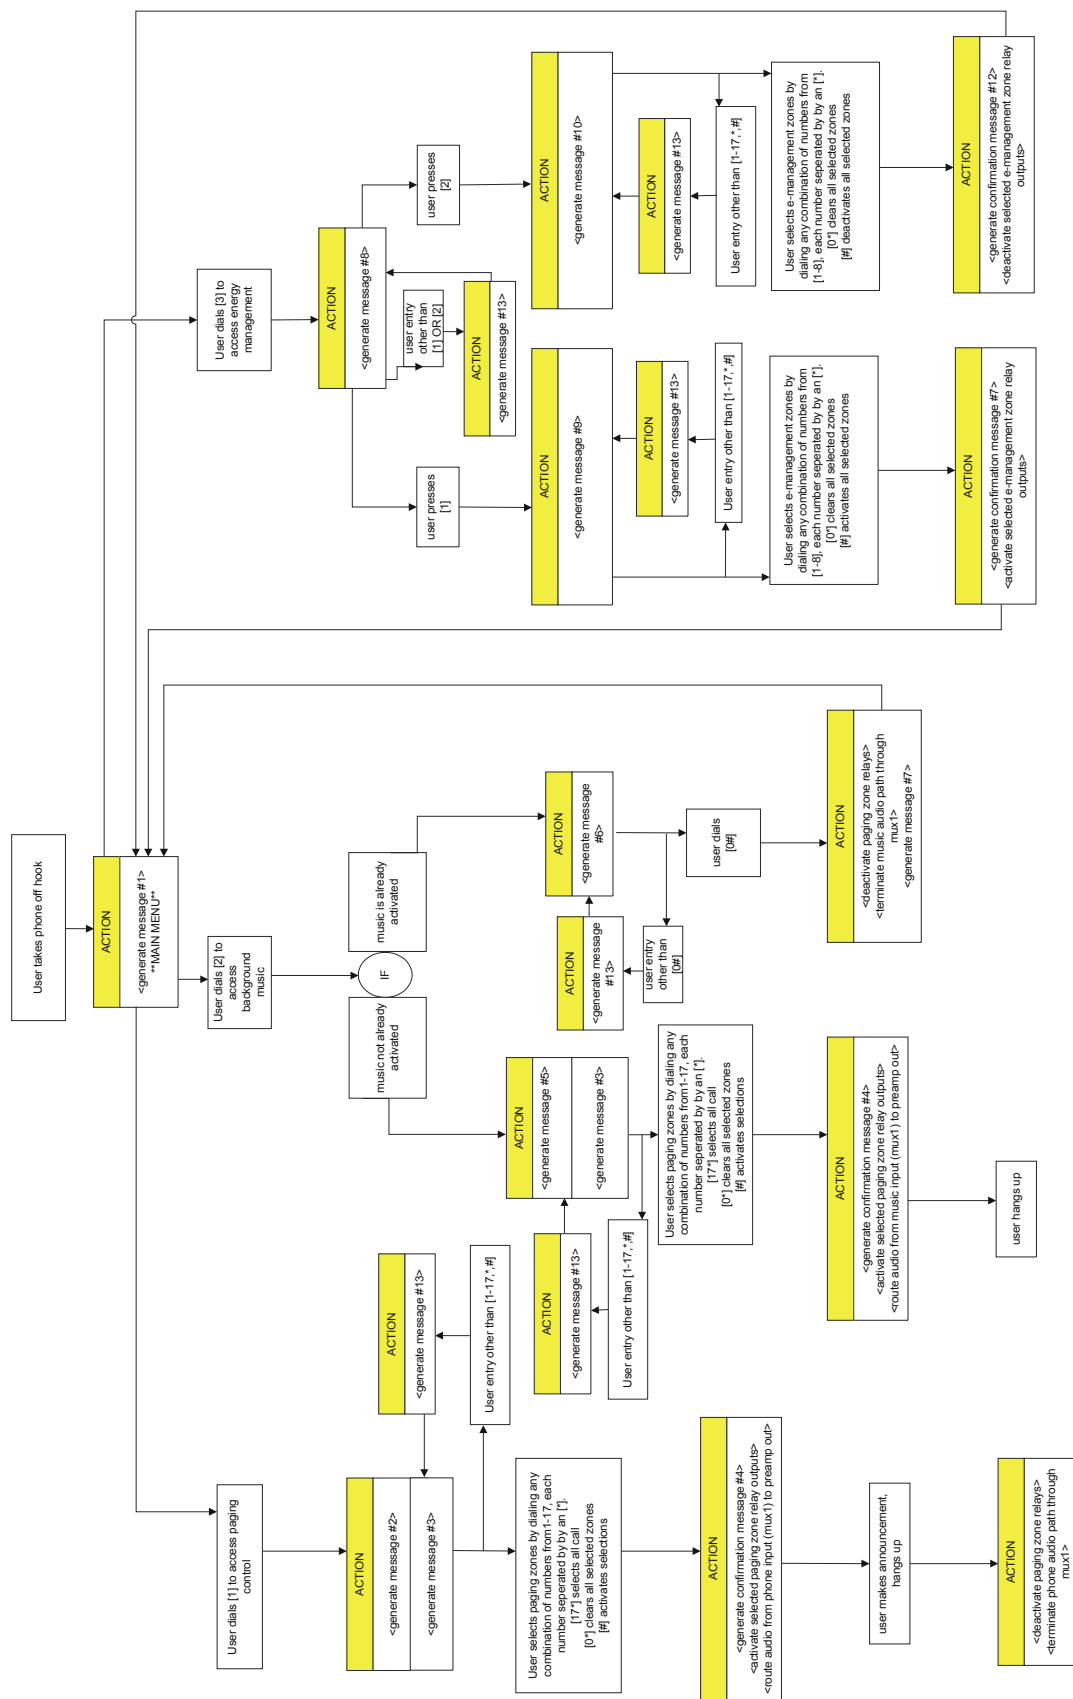 User takes phone off hook
ACTION
<generate message #1>
**MAIN MENU**
User dials [1] to access paging
control
ACTION
<generate message #2>
<generate message #3>
ACTION
<generate message #13>
User entry other than [1-17,*,#]
User selects paging zones by dialing any
combination of numbers from1-17, each
number seperated by by an [*].
[17*] selects all call
[0*] clears all selected zones
[#] activates selections
ACTION
<generate confirmation message #4>
<activate selected paging zone relay outputs>
<route audio from phone input (mux1) to preamp out>
user makes announcement,
hangs up
ACTION
<deactivate paging zone relays>
<terminate phone audio path through
mux1>
User dials [2] to
access
background
music
IF
music not already
activated
music is already
activated
ACTION
<generate message #5>
<generate message #3>
ACTION
<generate message #13>
User entry other than [1-17,*,#]
User selects paging zones by dialing any
combination of numbers from1-17, each
number seperated by by an [*].
[17*] selects all call
[0*] clears all selected zones
[#] activates selections
ACTION
<generate confirmation message #4>
<activate selected paging zone relay outputs>
<route audio from music input (mux1) to preamp out>
user hangs up
ACTION
<generate message
#6>
ACTION
<generate message
#13>
user entry
other than
[0#]
user dials
[0#]
ACTION
<deactivate paging zone relays>
<terminate music audio path through
mux1>
<generate message #7>
User dials [3] to
access energy
management
ACTION
<generate message #8>
user entry
other than
[1] OR [2]
ACTION
<generate message #13>
user presses
[1]
ACTION
<generate message #9>
ACTION
<generate message #13>
User entry other than [1-17,*,#]
User selects e-management zones by
dialing any combination of numbers from
[1-8], each number seperated by by an [*].
[0*] clears all selected zones
[#] activates all selected zones
ACTION
<generate confirmation message #7>
<activate selected e-management zone relay
outputs>
user presses
[2]
ACTION
<generate message #10>
ACTION
<generate message #13>
User entry other than [1-17,*,#]
User selects e-management zones by
dialing any combination of numbers from
[1-8], each number seperated by by an [*].
[0*] clears all selected zones
[#] deactivates all selected zones
ACTION
<generate confirmation message #12>
<deactivate selected e-management zone relay
outputs>